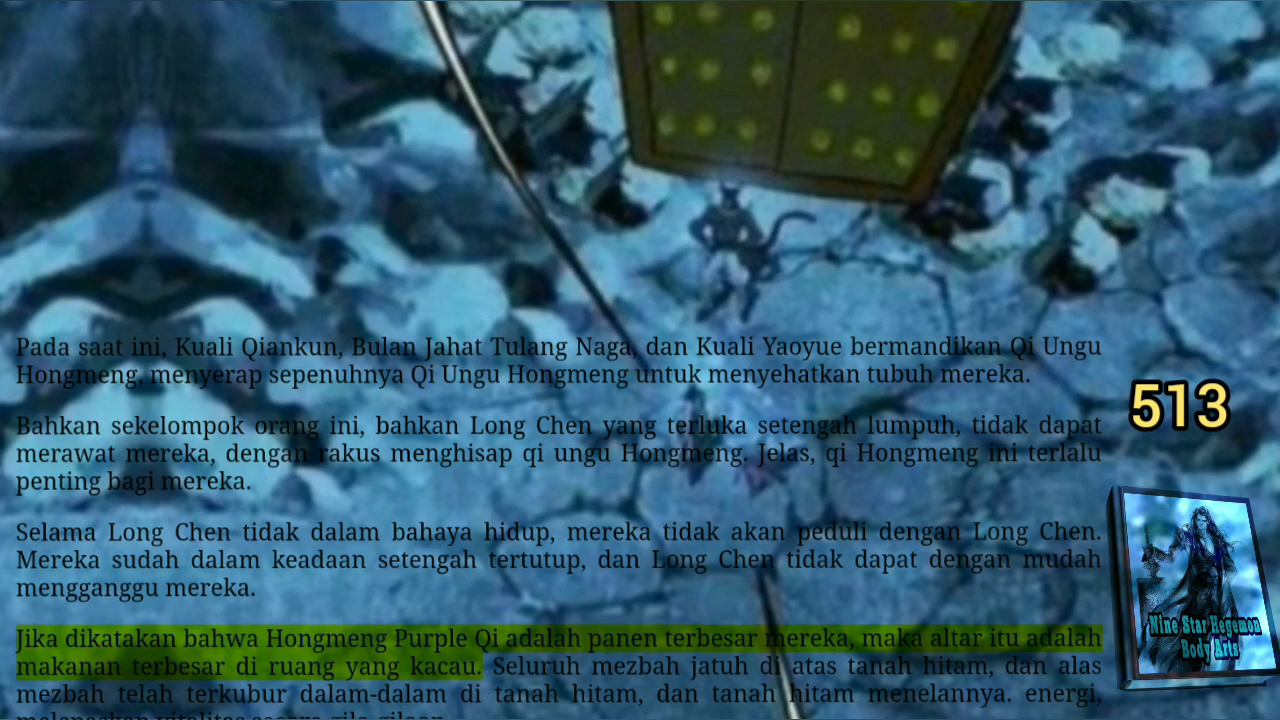 Pada saat ini, Kuali Qiankun, Bulan Jahat Tulang Naga, dan Kuali Yaoyue bermandikan Qi Ungu
Hongmeng, menyerap sepenuhnya Qi Ungu Hongmeng untuk menyehatkan tubuh mereka.
Bahkan sekelompok orang ini, bahkan Long Chen yang terluka setengah lumpuh, tidak dapat
merawat mereka, dengan rakus menghisap qi ungu Hongmeng. Jelas, qi Hongmeng ini terlalu
penting bagi mereka.
Selama Long Chen tidak dalam bahaya hidup, mereka tidak akan peduli dengan Long Chen.
Mereka sudah dalam keadaan setengah tertutup, dan Long Chen tidak dapat dengan mudah
mengganggu mereka.
Jika dikatakan bahwa Hongmeng Purple Qi adalah panen terbesar mereka, maka altar itu adalah
makanan terbesar di ruang yang kacau. Seluruh mezbah jatuh di atas tanah hitam, dan alas
mezbah telah terkubur dalam-dalam di tanah hitam, dan tanah hitam menelannya. energi,
513
Nine Star Hegemon
Body Arts